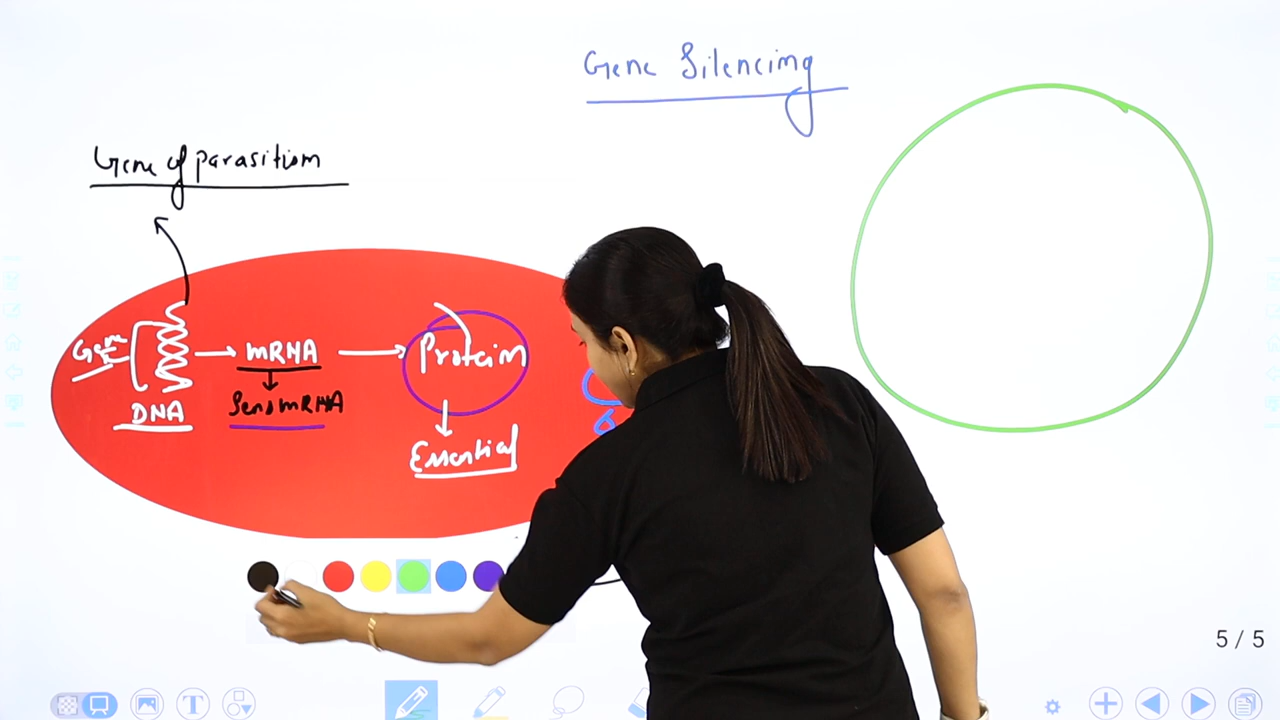 Gene Silencing
Gene of parasitism
Gene
mRNA
Protein
DNA
Sense mRNA
Essential
5 / 5
T